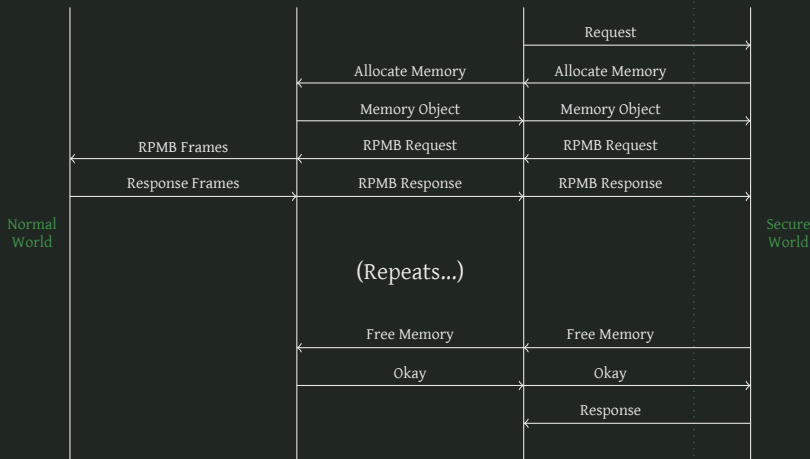 Request
Allocate Memory
Allocate Memory
Memory Object
Memory Object
RPMB Frames
RPMB Request
RPMB Request
Response Frames
RPMB Response
RPMB Response
Normal
World
Secure
World
(Repeats...)
Free Memory
Free Memory
Okay
Okay
Response